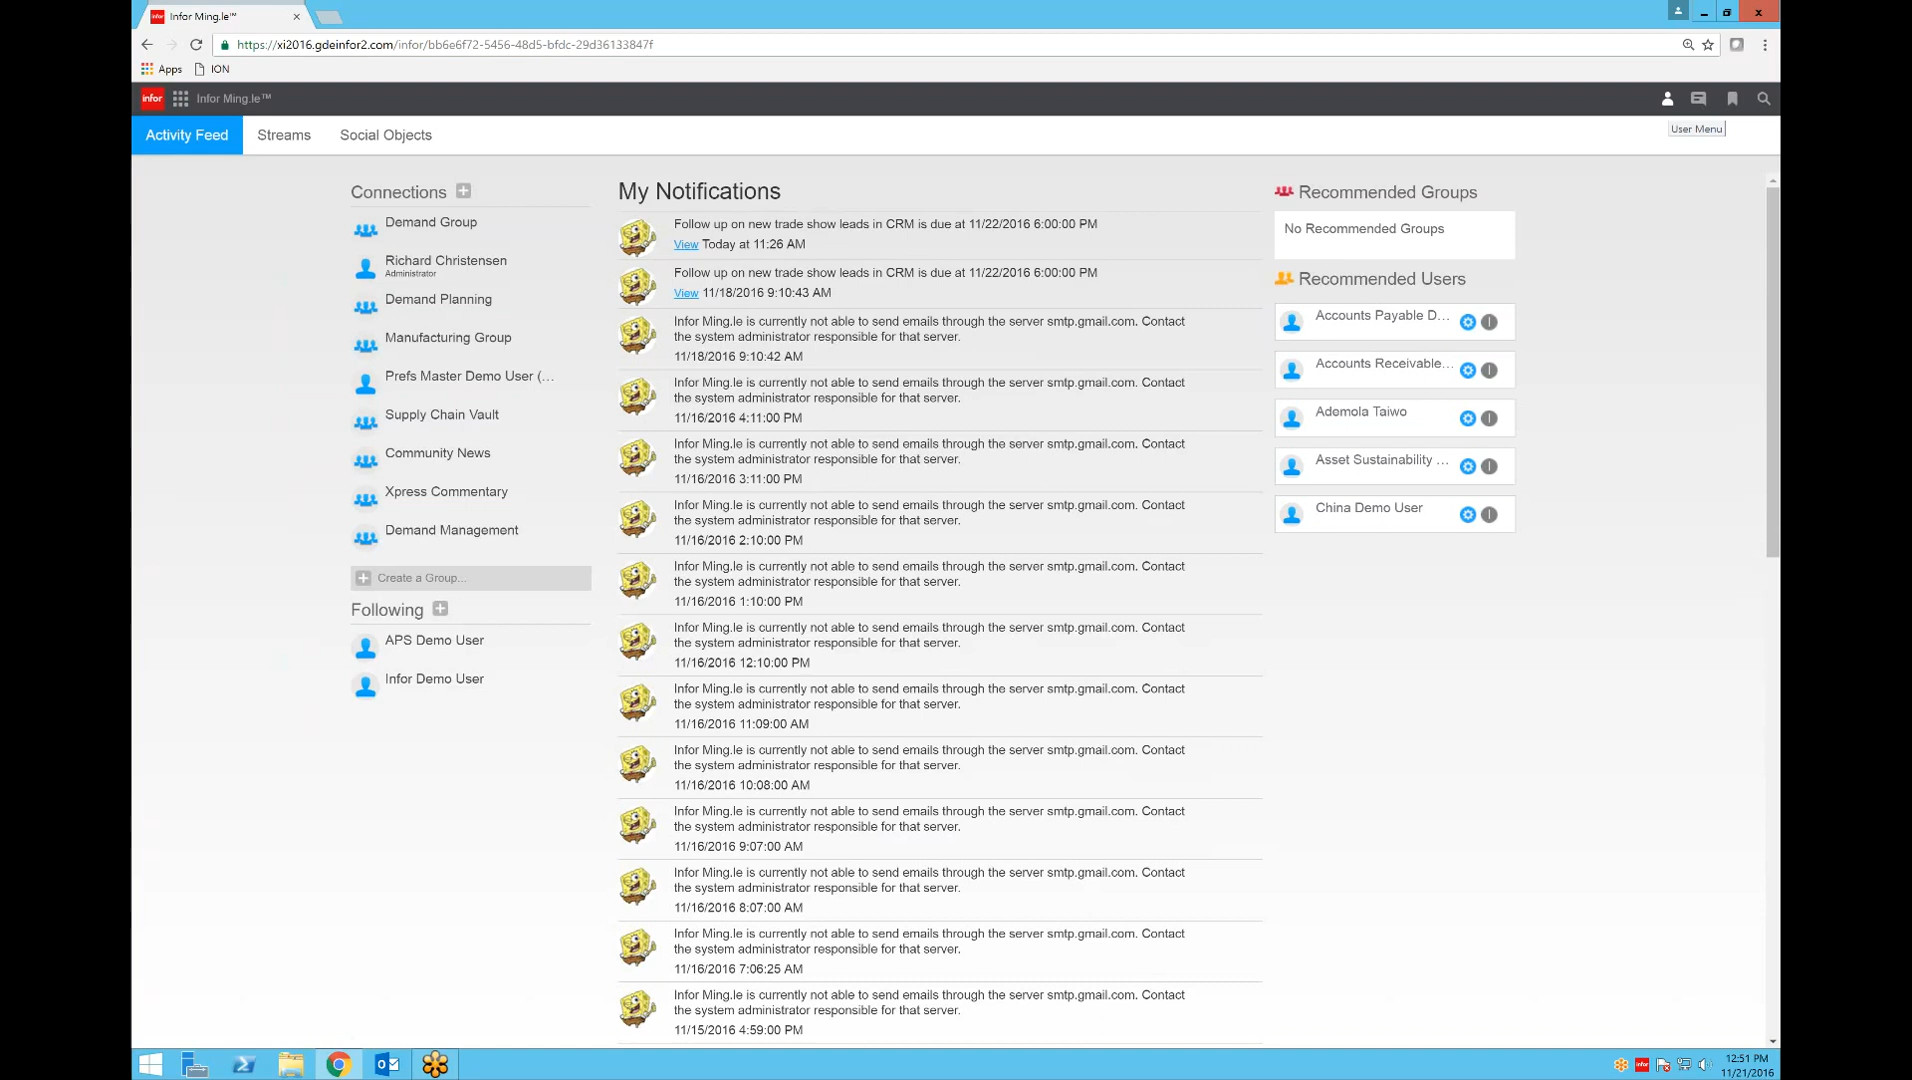 Infor Ming.le™
https://xi2016.gdeinfor2.com/infor/bb6e6f72-5456-48d5-bfdc-29d36133847f
Apps
ION
infor
Infor Ming.le™
Activity Feed
Streams
Social Objects
User Menu
Connections
Demand Group
Richard Christensen
Administrator
Demand Planning
Manufacturing Group
Prefs Master Demo User (...
Supply Chain Vault
Community News
Xpress Commentary
Demand Management
Create a Group...
Following
APS Demo User
Infor Demo User
My Notifications
Follow up on new trade show leads in CRM is due at 11/22/2016 6:00:00 PM
View Today at 11:26 AM
Follow up on new trade show leads in CRM is due at 11/22/2016 6:00:00 PM
View 11/18/2016 9:10:43 AM
Infor Ming.le is currently not able to send emails through the server smtp.gmail.com. Contact
the system administrator responsible for that server.
11/18/2016 9:10:42 AM
Infor Ming.le is currently not able to send emails through the server smtp.gmail.com. Contact
the system administrator responsible for that server.
11/16/2016 4:11:00 PM
Infor Ming.le is currently not able to send emails through the server smtp.gmail.com. Contact
the system administrator responsible for that server.
11/16/2016 3:11:00 PM
Infor Ming.le is currently not able to send emails through the server smtp.gmail.com. Contact
the system administrator responsible for that server.
11/16/2016 2:10:00 PM
Infor Ming.le is currently not able to send emails through the server smtp.gmail.com. Contact
the system administrator responsible for that server.
11/16/2016 1:10:00 PM
Infor Ming.le is currently not able to send emails through the server smtp.gmail.com. Contact
the system administrator responsible for that server.
11/16/2016 12:10:00 PM
Infor Ming.le is currently not able to send emails through the server smtp.gmail.com. Contact
the system administrator responsible for that server.
11/16/2016 11:09:00 AM
Infor Ming.le is currently not able to send emails through the server smtp.gmail.com. Contact
the system administrator responsible for that server.
11/16/2016 10:08:00 AM
Infor Ming.le is currently not able to send emails through the server smtp.gmail.com. Contact
the system administrator responsible for that server.
11/16/2016 9:07:00 AM
Infor Ming.le is currently not able to send emails through the server smtp.gmail.com. Contact
the system administrator responsible for that server.
11/16/2016 8:07:00 AM
Infor Ming.le is currently not able to send emails through the server smtp.gmail.com. Contact
the system administrator responsible for that server.
11/16/2016 7:06:25 AM
Infor Ming.le is currently not able to send emails through the server smtp.gmail.com. Contact
the system administrator responsible for that server.
11/15/2016 4:59:00 PM
Recommended Groups
No Recommended Groups
Recommended Users
Accounts Payable D...
Accounts Receivable...
Ademola Taiwo
Asset Sustainability ...
China Demo User
infor
12:51 PM
11/21/2016